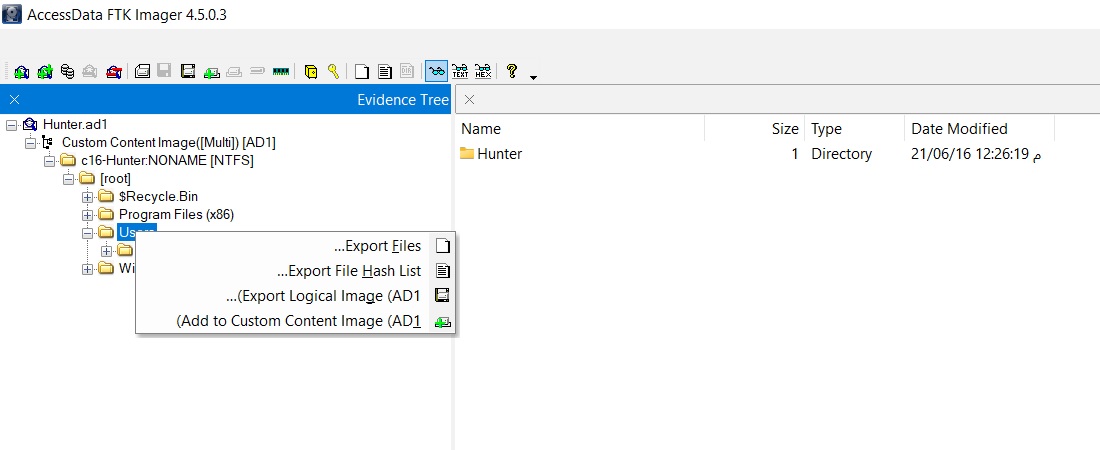 AccessData FTK Imager 4.5.0.3
TEXT HEX ?
Evidence Tree
Hunter.ad1
Custom Content Image([Multi]) [AD1]
c16-Hunter:NONAME [NTFS]
[root]
$Recycle.Bin
Program Files (x86)
Users
Wi
...Export Files
...Export File Hash List
...(Export Logical Image (AD1
(Add to Custom Content Image (AD1
Name Size Type Date Modified
Hunter 1 Directory 21/06/16 12:26:19 م